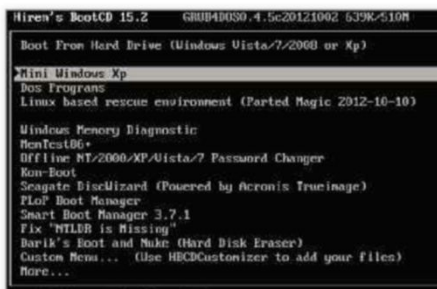 Hiren's BootCD 15.2 GRUB4DOS0.4.5c20121002 639K/510M
Boot From Hard Drive (Windows Vista/7/2008 or Xp)
Mini Windows Xp
Dos Programs
Linux based rescue environment (Parted Magic 2012-10-10)
Windows Memory Diagnostic
MemTest86+
Offline NT/2000/XP/Vista/7 Password Changer
Kon-Boot
Seagate DiscWizard (Powered by Acronis Trueimage)
PLoP Boot Manager
Smart Boot Manager 3.7.1
Fix "NTLDR is Missing"
Darik's Boot and Nuke (Hard Disk Eraser)
Custom Menu... (Use HBCDCustomizer to add your files)
More...